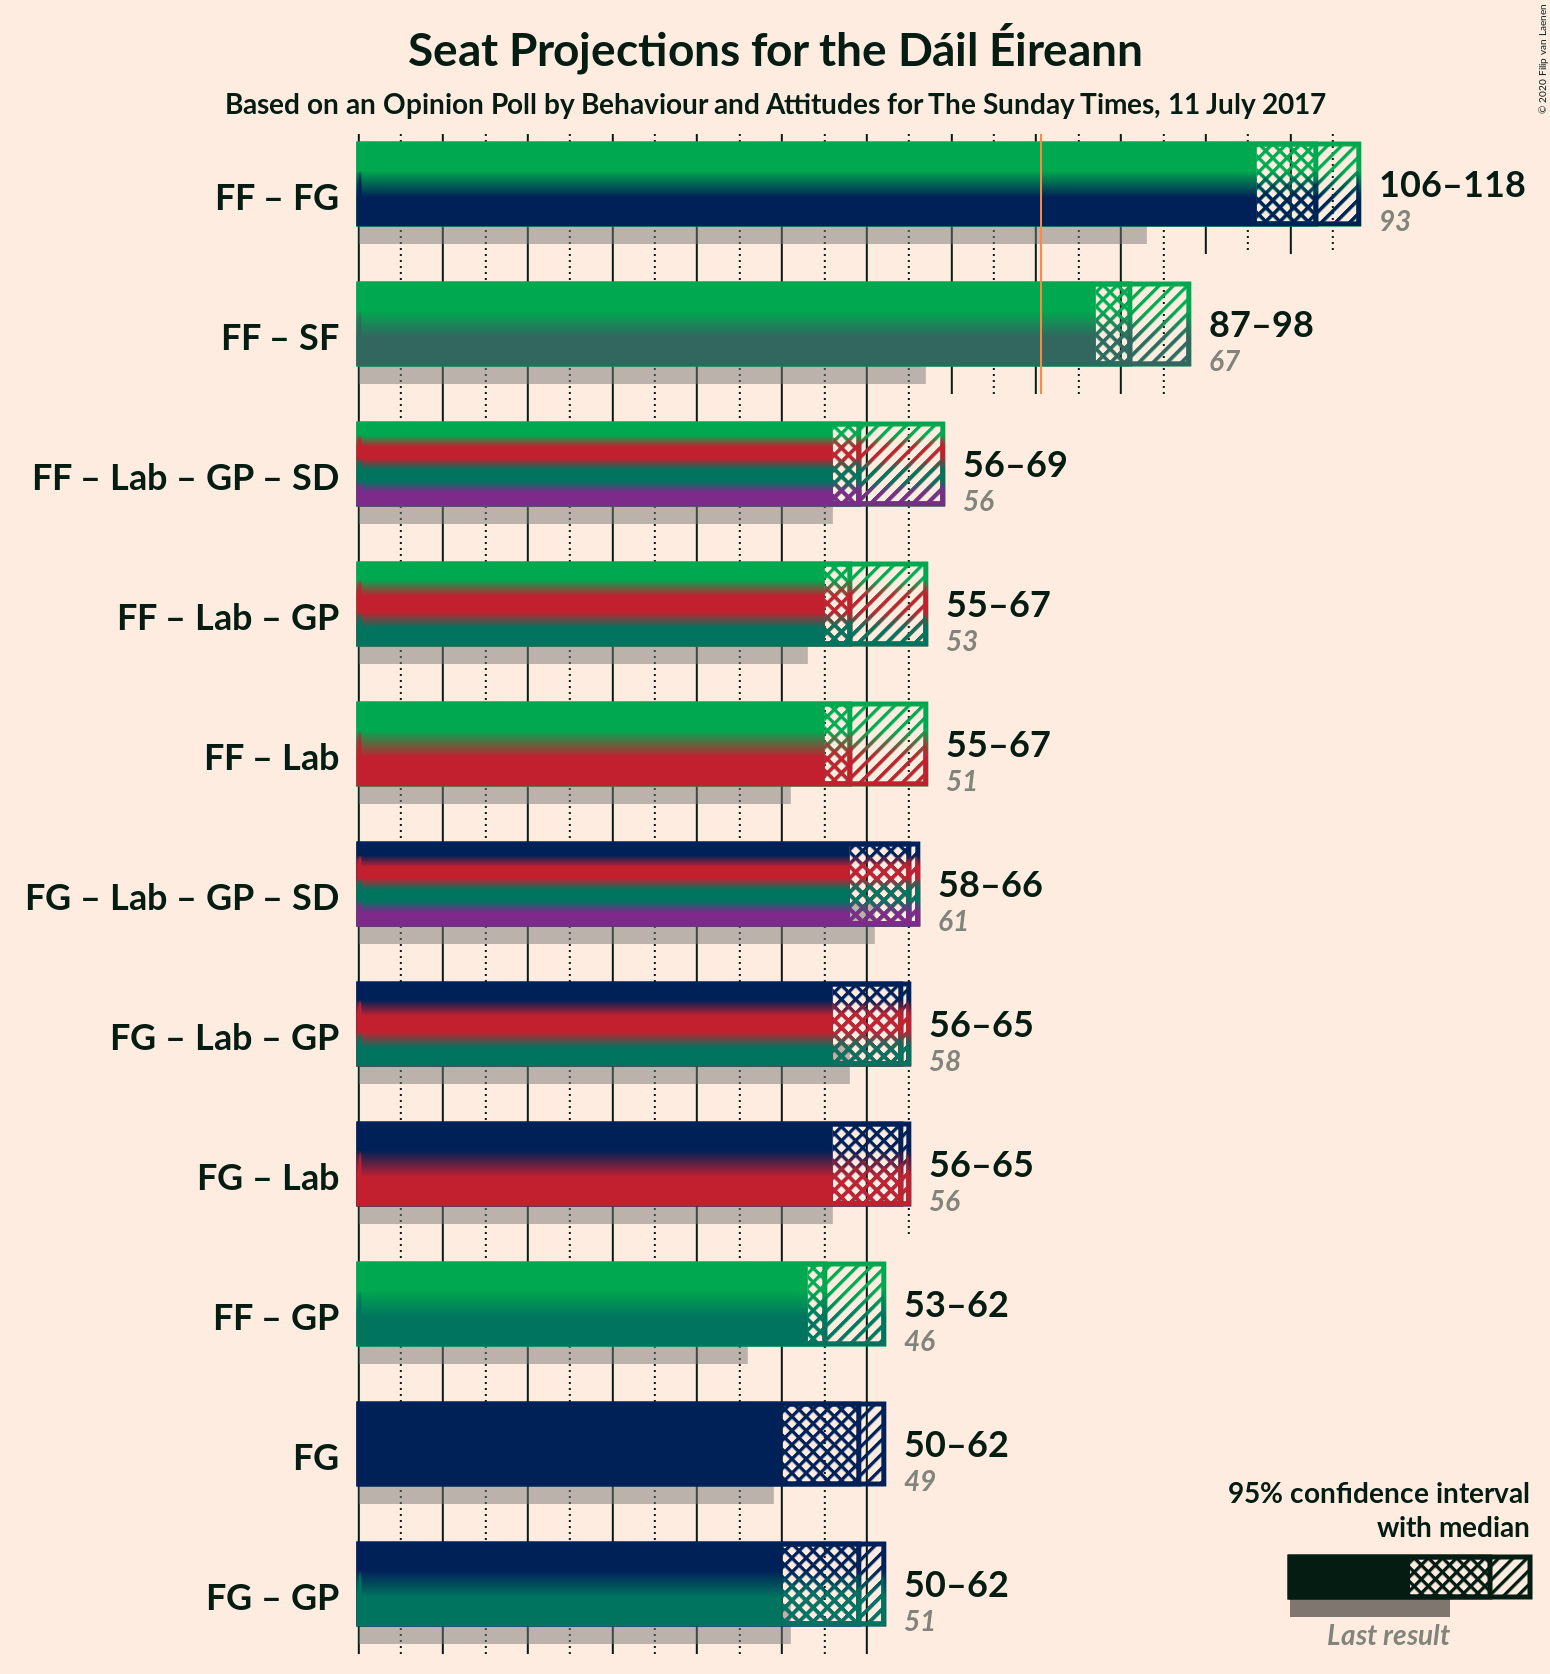 Seat Projections for the Dáil Éireann
Based on an Opinion Poll by Behaviour and Attitudes for The Sunday Times, 11 July 2017
© 2020 Filip van Laenen
FF – FG
106–118
93
FF – SF
87–98
67
FF – Lab – GP – SD
56–69
56
FF – Lab – GP
55–67
53
FF – Lab
55–67
51
FG – Lab – GP – SD
58–66
61
FG – Lab – GP
56–65
58
FG – Lab
56–65
56
FF – GP
53–62
46
FG
50–62
49
FG – GP
50–62
51
95% confidence interval
with median
Last result